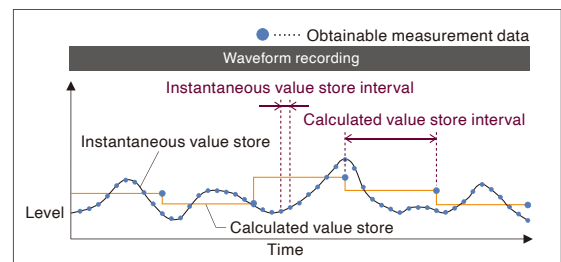 Obtainable measurement data
Waveform recording
Instantaneous value store interval
Calculated value store interval
Instantaneous value store
Level
Calculated value store
Time